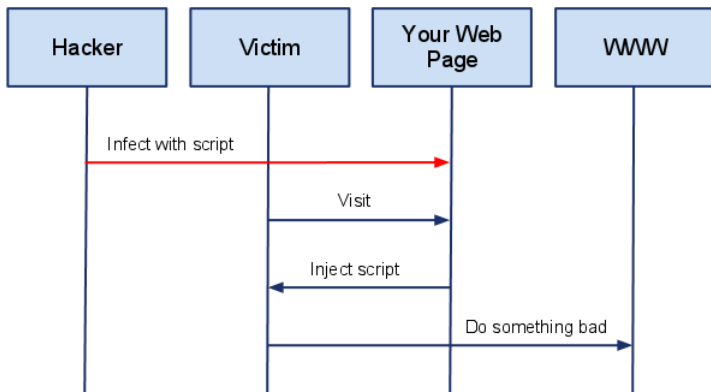 Hacker
Victim
Your Web
Page
WWW
Infect with script
Visit
Inject script
Do something bad